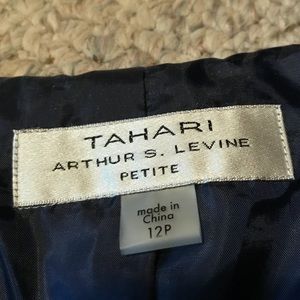 TAHARI
ARTHUR S. LEVINE
PETITE
made in
China
12P